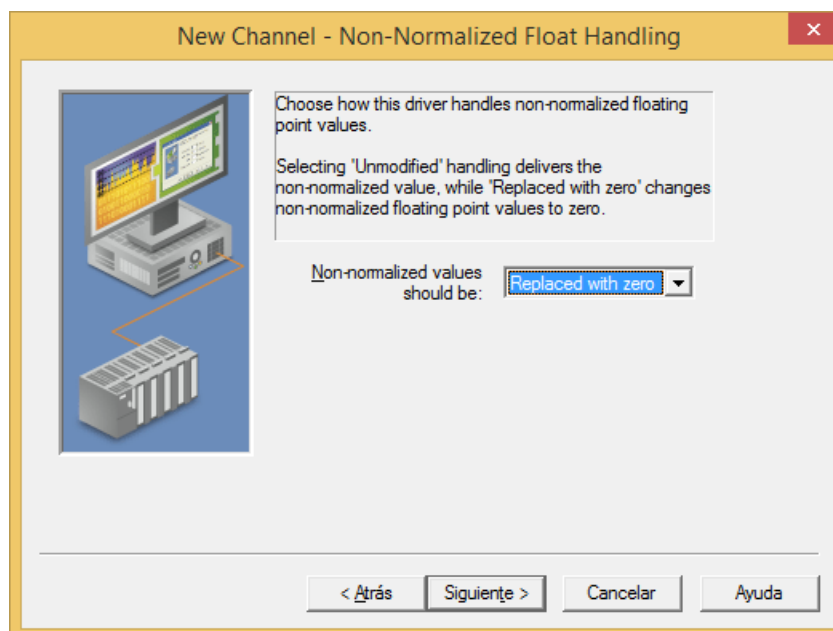 New Channel - Non-Normalized Float Handling
Choose how this driver handles non-normalized floating
point values.
Selecting 'Unmodified' handling delivers the
non-normalized value, while 'Replaced with zero' changes
non-normalized floating point values to zero.
Non-normalized values
should be:
Replaced with zero
< Atrás
Siguiente >
Cancelar
Ayuda